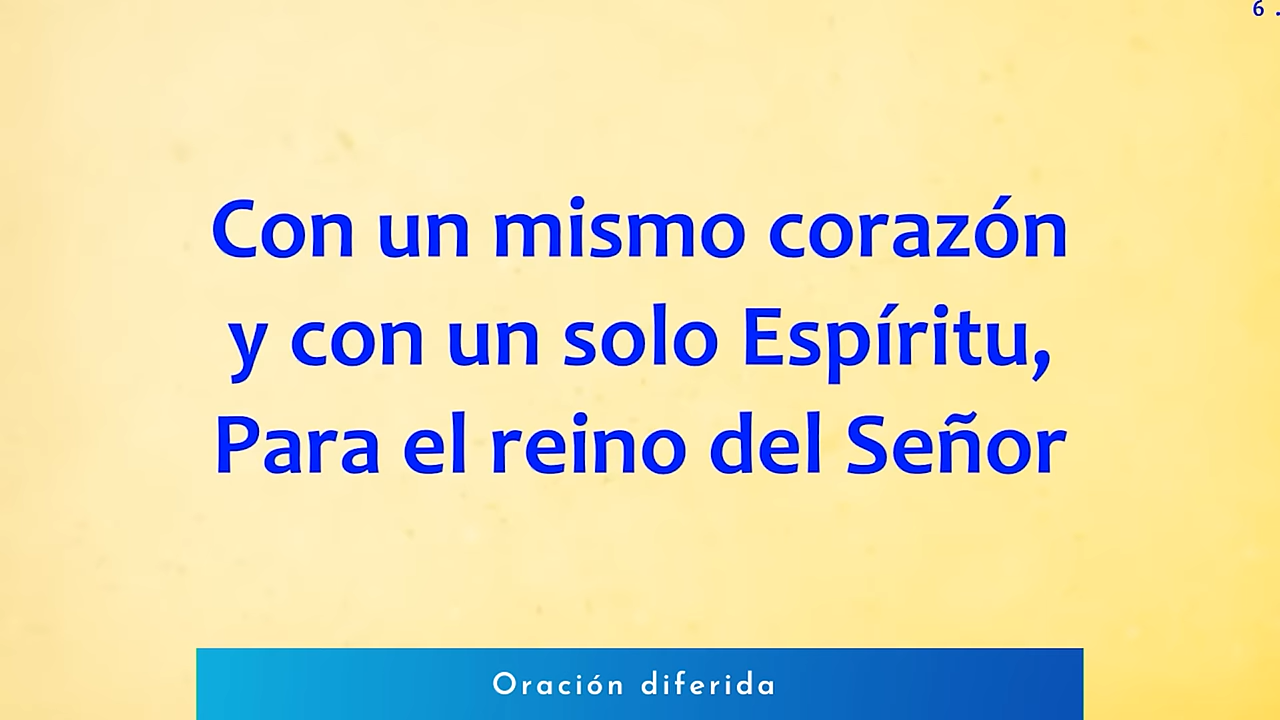 6.
Con un mismo corazón
y con un solo Espíritu,
Para el reino del Señor
Oración diferida